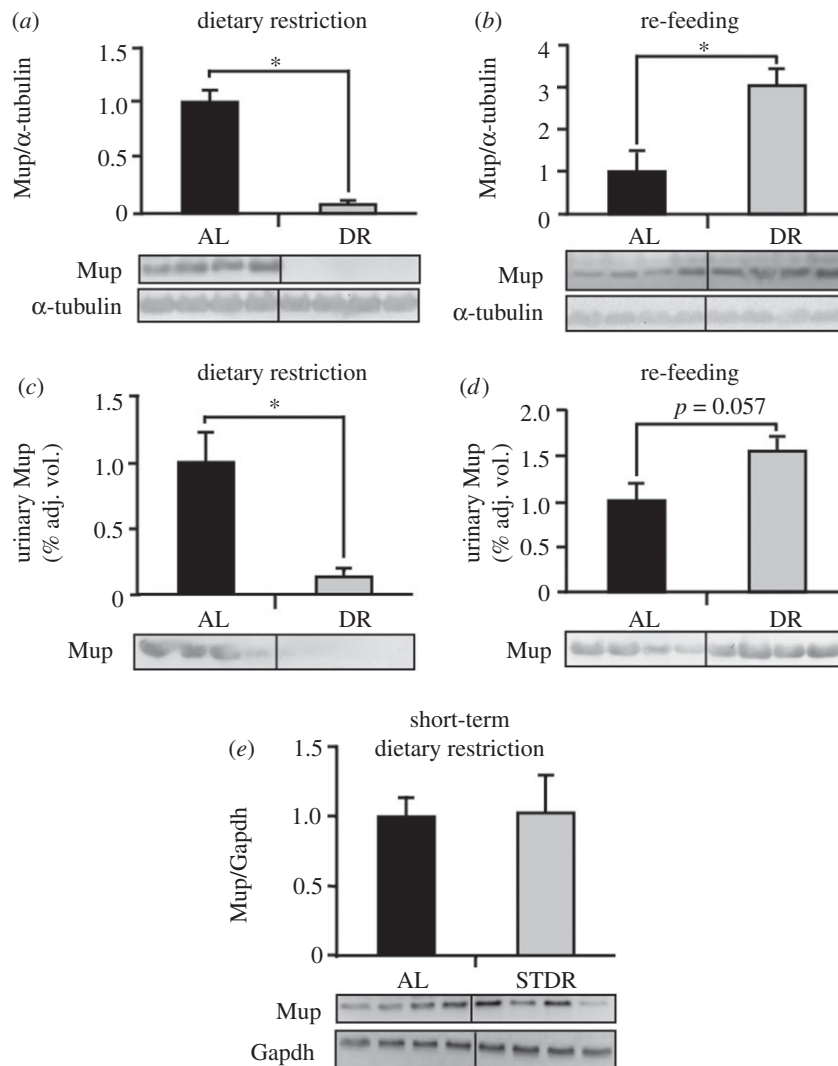 (a) dietary restriction
Mup/α-tubulin
1.5
1.0
0.5
0
*
AL DR
Mup
α-tubulin
(b) re-feeding
Mup/α-tubulin
4
3
2
1
0
*
AL DR
Mup
α-tubulin
(c) dietary restriction
urinary Mup
(% adj. vol.)
1.5
1.0
0.5
0
*
AL DR
Mup
(d) re-feeding
urinary Mup
(% adj. vol.)
2.0
1.5
1.0
0.5
0
p = 0.057
AL DR
Mup
(e) short-term
dietary restriction
Mup/Gapdh
1.5
1.0
0.5
0
AL STDR
Mup
Gapdh